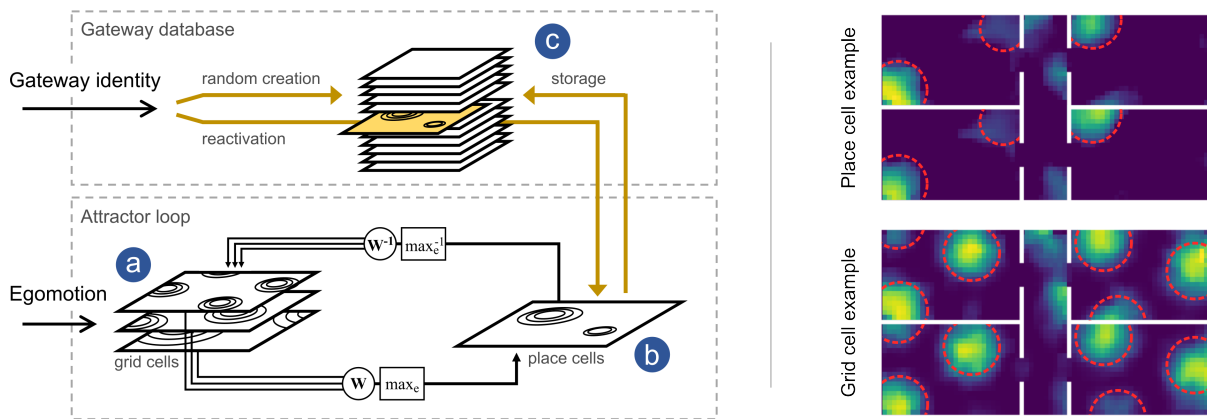 Gateway database
c
Gateway identity
random creation
storage
reactivation
Attractor loop
a
W⁻¹
maxₑ⁻¹
Egomotion
grid cells
place cells
b
W
maxₑ
Place cell example
Grid cell example